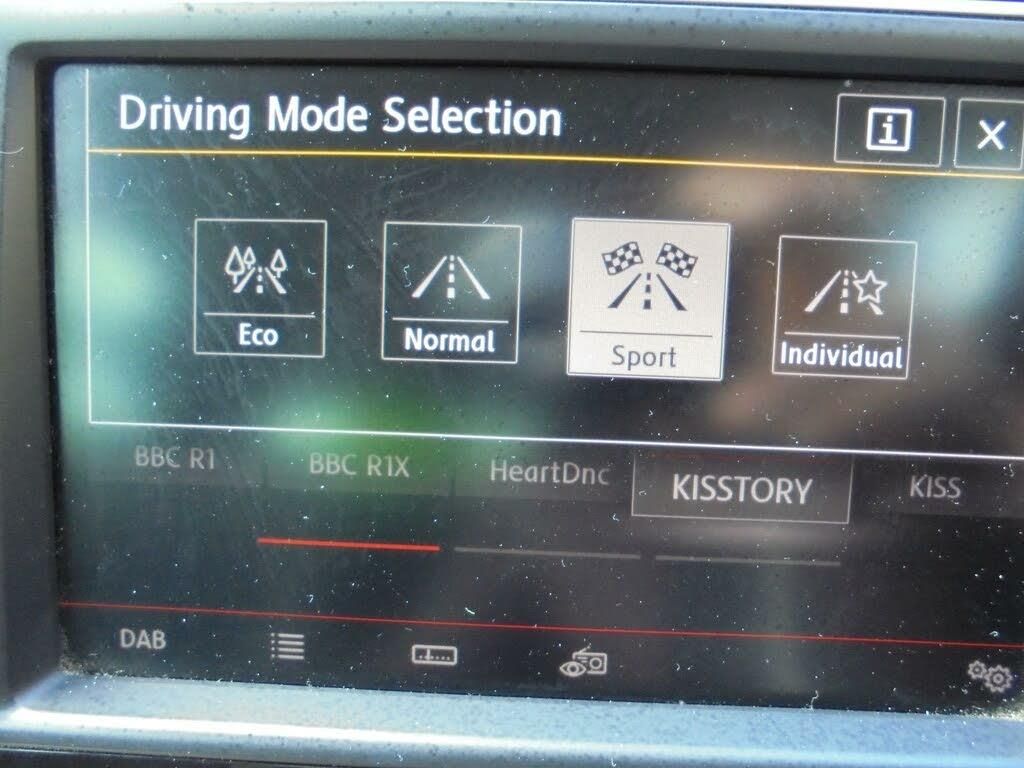 Driving Mode Selection
i
X
Eco
Normal
Sport
Individual
BBC R1
BBC R1X
HeartDnc
KISSTORY
KISS
DAB